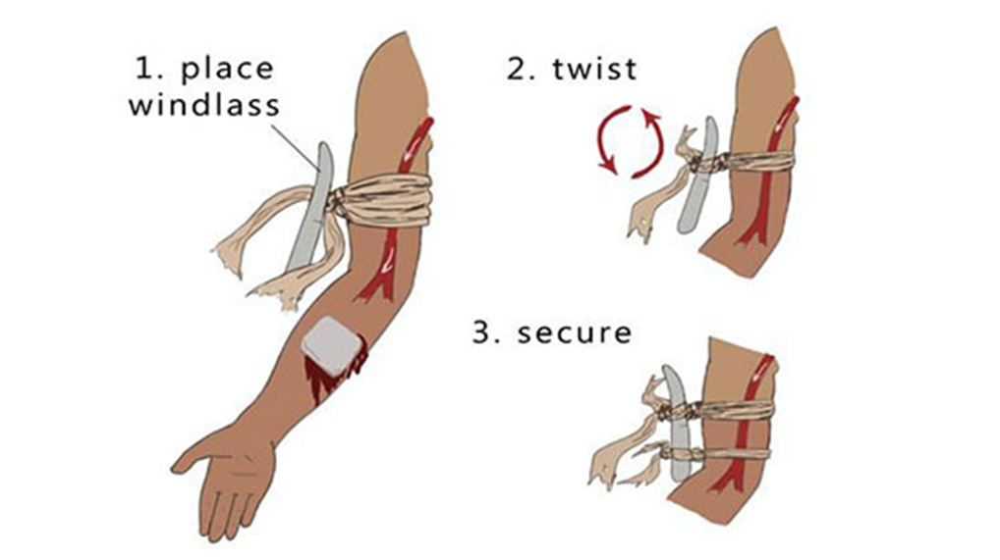 1. place
windlass
2. twist
3. secure